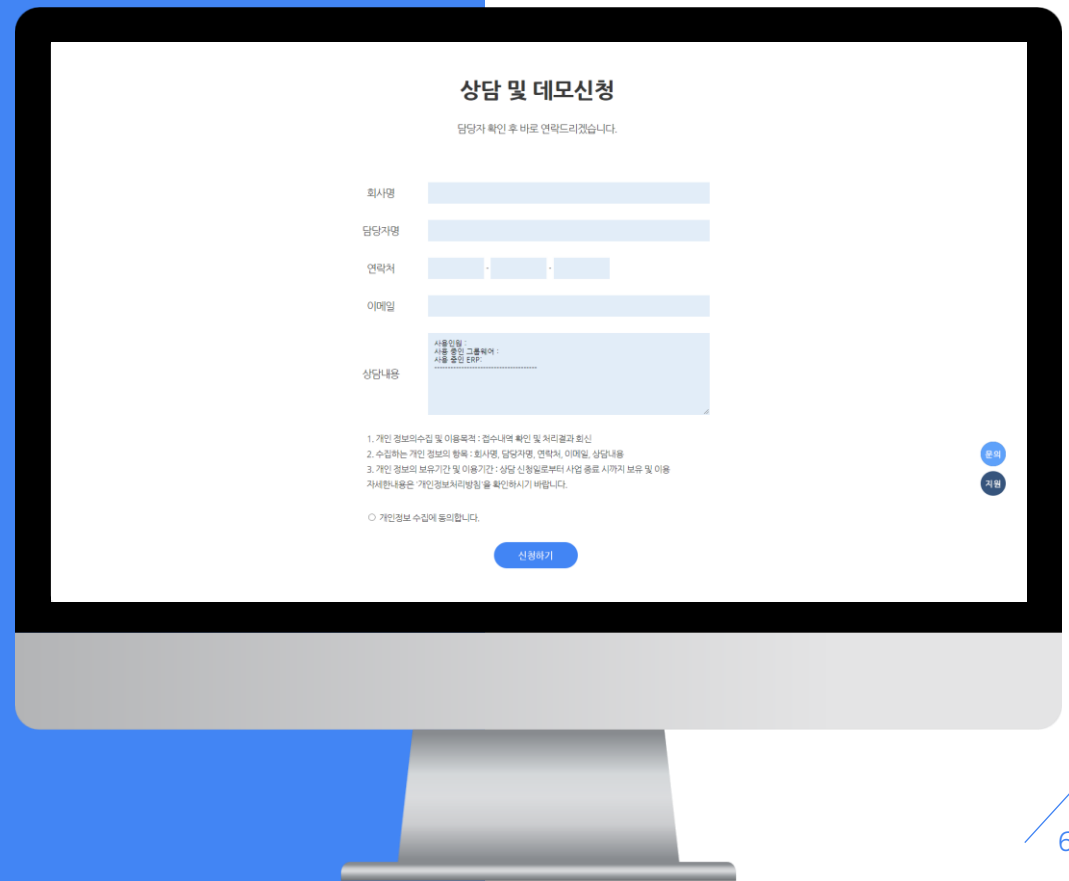 상담 및 데모신청
담당자 확인 후 바로 연락드리겠습니다.
회사명
담당자명
연락처
-
-
이메일
상담내용
사용인원 :
사용 중인 그룹웨어 :
사용 중인 ERP:
1. 개인 정보의수집 및 이용목적 : 접수내역 확인 및 처리결과 회신
2. 수집하는 개인 정보의 항목 : 회사명, 담당자명, 연락처, 이메일, 상담내용
3. 개인 정보의 보유기간 및 이용기간 : 상담 신청일로부터 사업 종료 시까지 보유 및 이용
자세한내용은 '개인정보처리방침'을 확인하시기 바랍니다.
개인정보 수집에 동의합니다.
신청하기
문의
지원
6